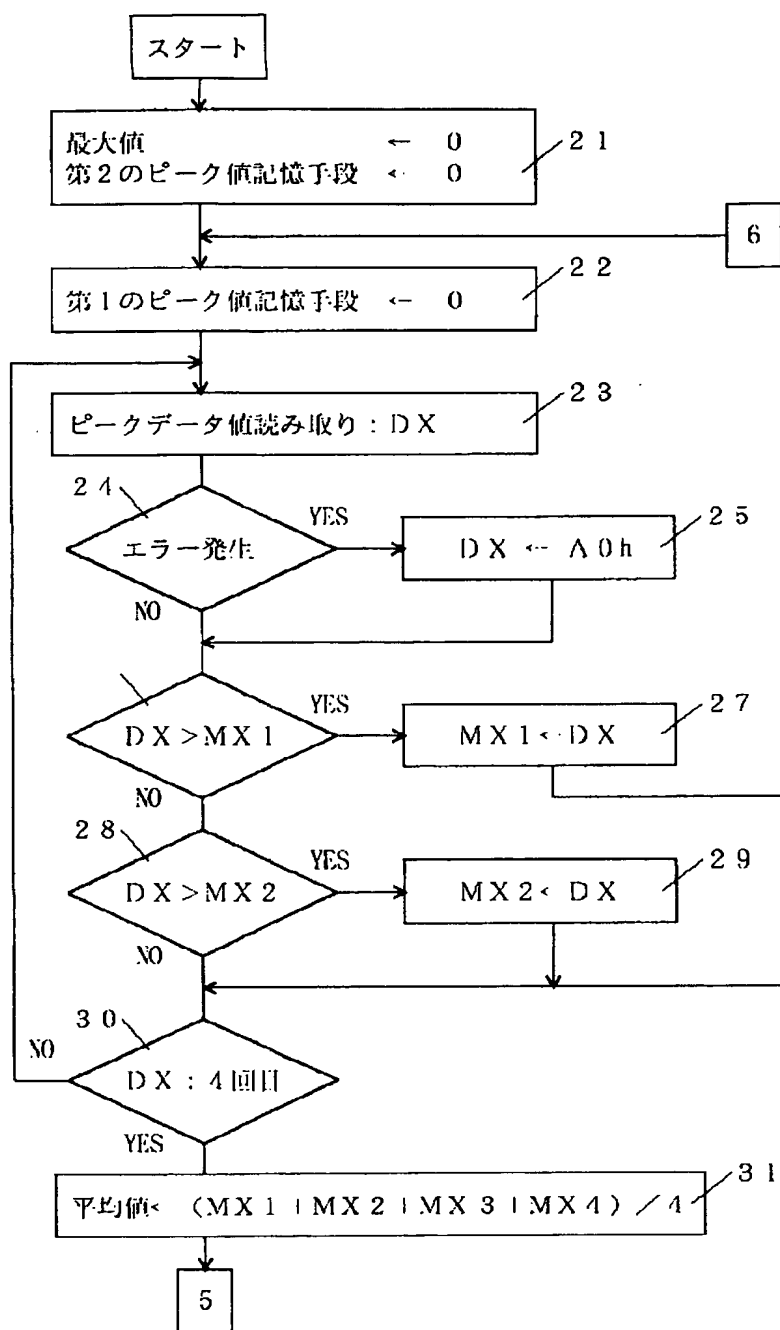 スタート
最大値 ← 0
第2のピーク値記憶手段 ← 0
21
6
第1のピーク値記憶手段 ← 0
22
ピークデータ値読み取り：DX
23
24
エラー発生
YES
DX ← A0h
25
NO
DX＞MX1
YES
MX1←DX
27
NO
28
DX＞MX2
YES
MX2←DX
29
NO
30
NO
DX：4回目
YES
平均値← (MX1＋MX2＋MX3＋MX4)／4
31
5